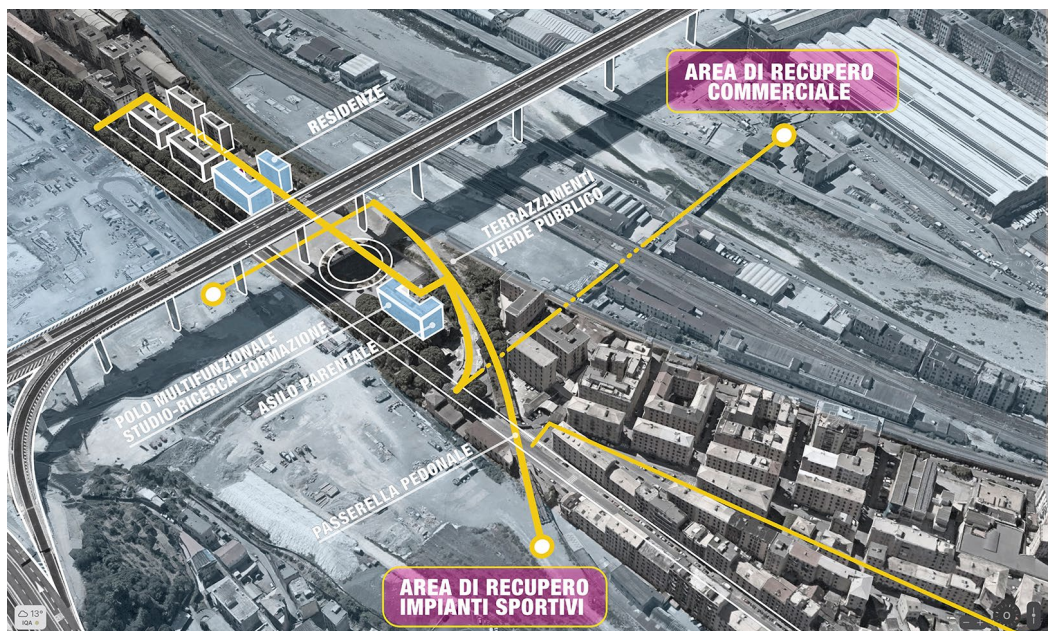 AREA DI RECUPERO
COMMERCIALE
RESIDENZE
TERRAZZAMENTI
VERDE PUBBLICO
POLO MULTIFUNZIONALE
STUDIO-RICERCA-FORMAZIONE
ASILO PARENTALE
PASSERELLA PEDONALE
AREA DI RECUPERO
IMPIANTI SPORTIVI
13°
IQA